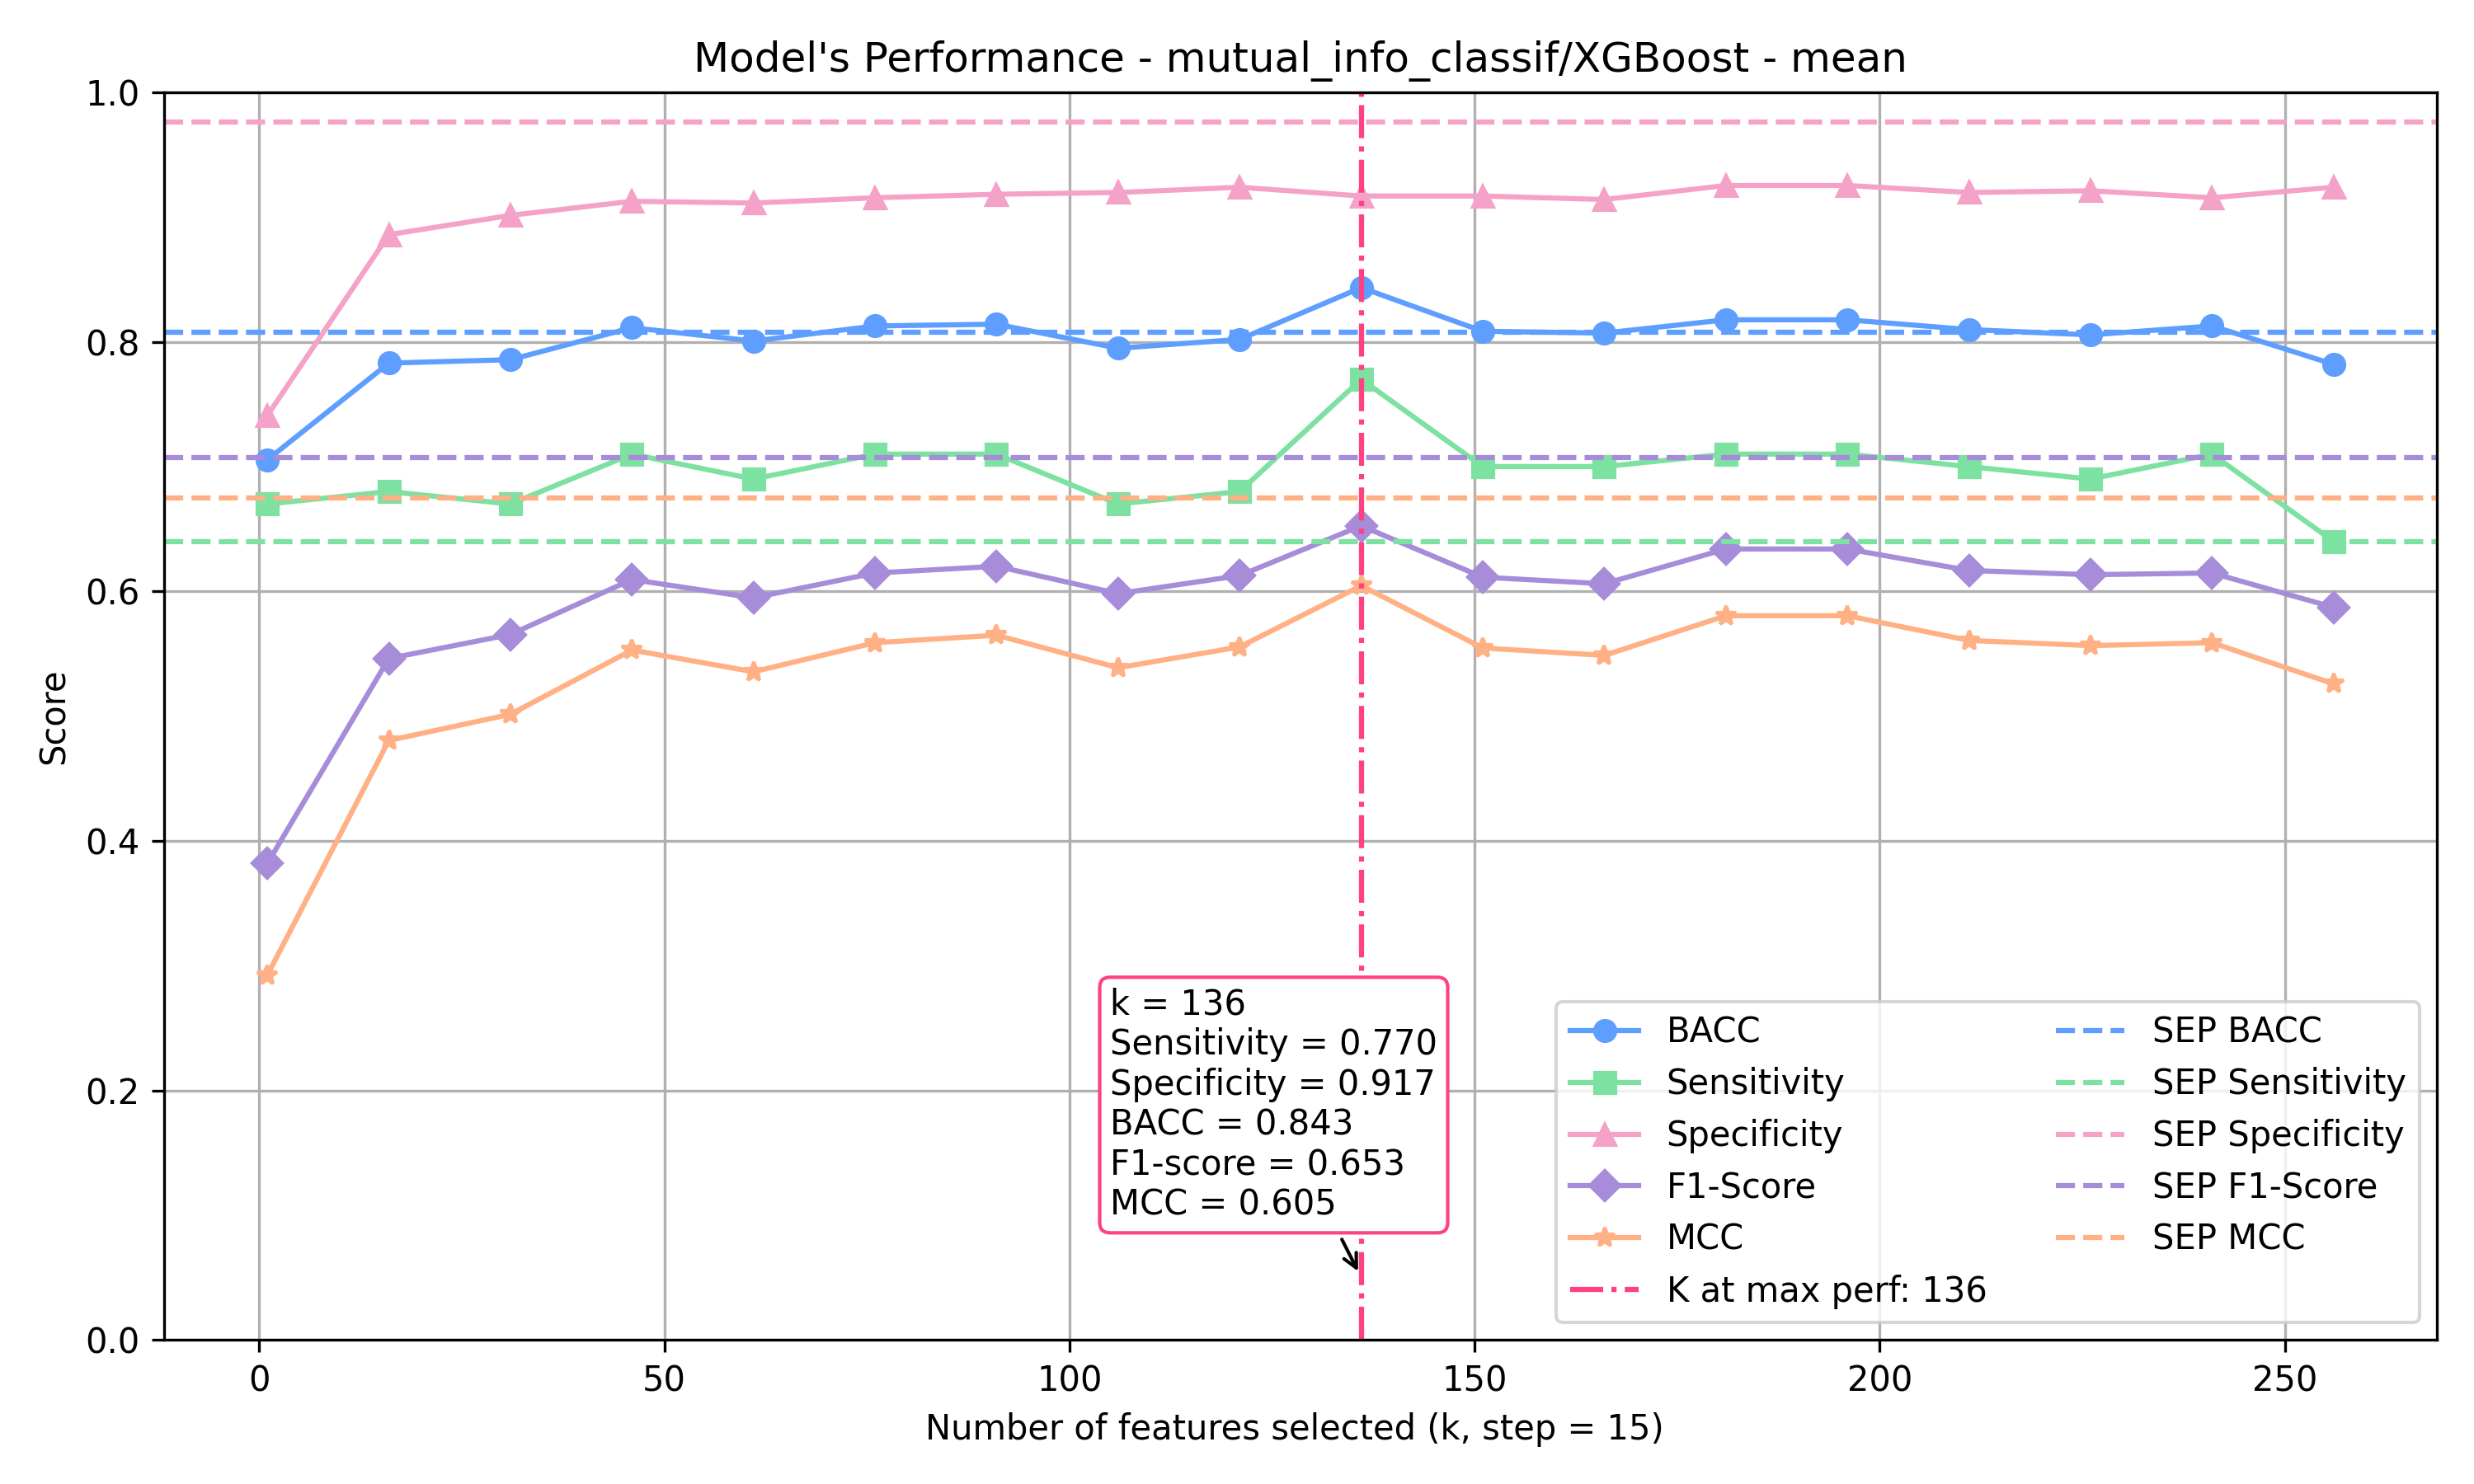 Model's Performance - mutual_info_classif/XGBoost - mean
1.0
0.8
0.6
0.4
0.2
0.0
Score
k = 136
Sensitivity = 0.770
Specificity = 0.917
BACC = 0.843
F1-score = 0.653
MCC = 0.605
BACC
Sensitivity
Specificity
F1-Score
MCC
K at max perf: 136
SEP BACC
SEP Sensitivity
SEP Specificity
SEP F1-Score
SEP MCC
0 50 100 150 200 250
Number of features selected (k, step = 15)